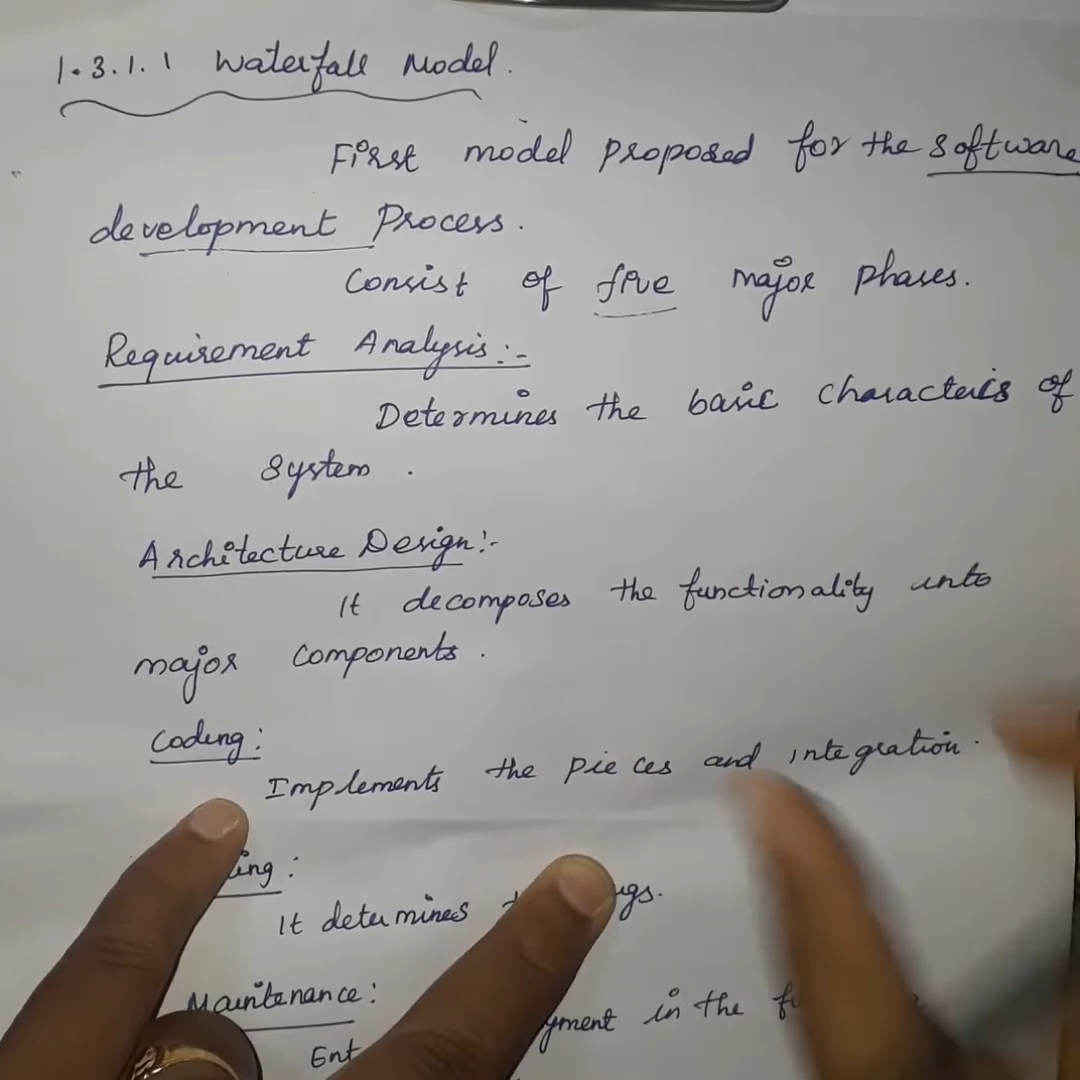 1.3.1.1 Waterfall Model.
First model proposed for the software
development Process.
Consist of five major phases.
Requirement Analysis:-
Determines the basic characteris of
the System.
Architecture Design:-
It decomposes the functionality into
major components.
Coding:
Implements the pieces and integration.
ing:
It determines
Maintenance:
in the